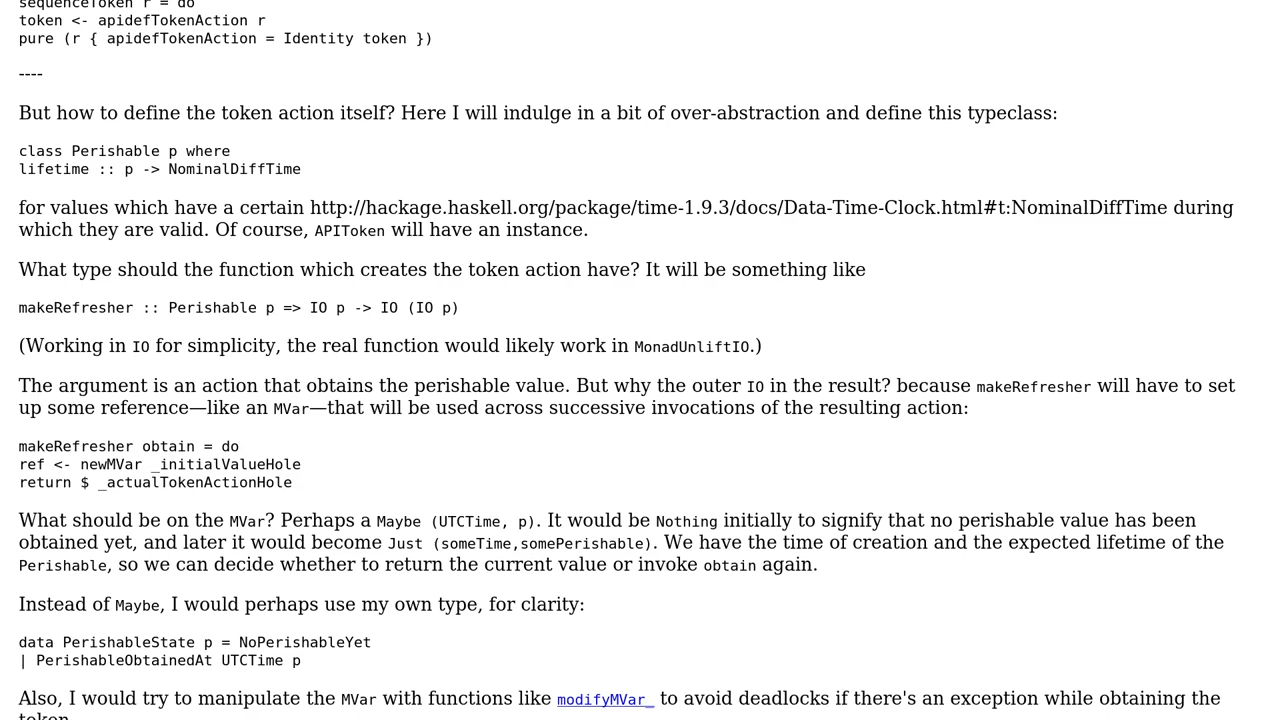 sequenceToken r = do
token <- apidefTokenAction r
pure (r { apidefTokenAction = Identity token })
----
But how to define the token action itself? Here I will indulge in a bit of over-abstraction and define this typeclass:
class Perishable p where
lifetime :: p -> NominalDiffTime
for values which have a certain http://hackage.haskell.org/package/time-1.9.3/docs/Data-Time-Clock.html#t:NominalDiffTime during
which they are valid. Of course, APIToken will have an instance.
What type should the function which creates the token action have? It will be something like
makeRefresher :: Perishable p => IO p -> IO (IO p)
(Working in IO for simplicity, the real function would likely work in MonadUnliftIO.)
The argument is an action that obtains the perishable value. But why the outer IO in the result? because makeRefresher will have to set
up some reference—like an MVar—that will be used across successive invocations of the resulting action:
makeRefresher obtain = do
ref <- newMVar _initialValueHole
return $ _actualTokenActionHole
What should be on the MVar? Perhaps a Maybe (UTCTime, p). It would be Nothing initially to signify that no perishable value has been
obtained yet, and later it would become Just (someTime,somePerishable). We have the time of creation and the expected lifetime of the
Perishable, so we can decide whether to return the current value or invoke obtain again.
Instead of Maybe, I would perhaps use my own type, for clarity:
data PerishableState p = NoPerishableYet
| PerishableObtainedAt UTCTime p
Also, I would try to manipulate the MVar with functions like modifyMVar_ to avoid deadlocks if there's an exception while obtaining the
token.